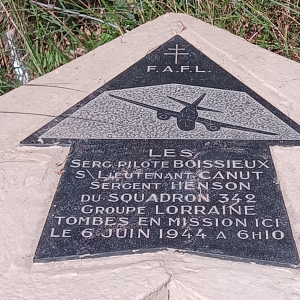 F.A.F.L.
LES
SERG. PILOTE BOISSIEUX
S/LIEUTENANT CANUT
SERGENT HENSON
DU SQUADRON 342
GROUPE LORRAINE
TOMBES EN MISSION ICI
LE 6 JUIN 1944 A 6H10